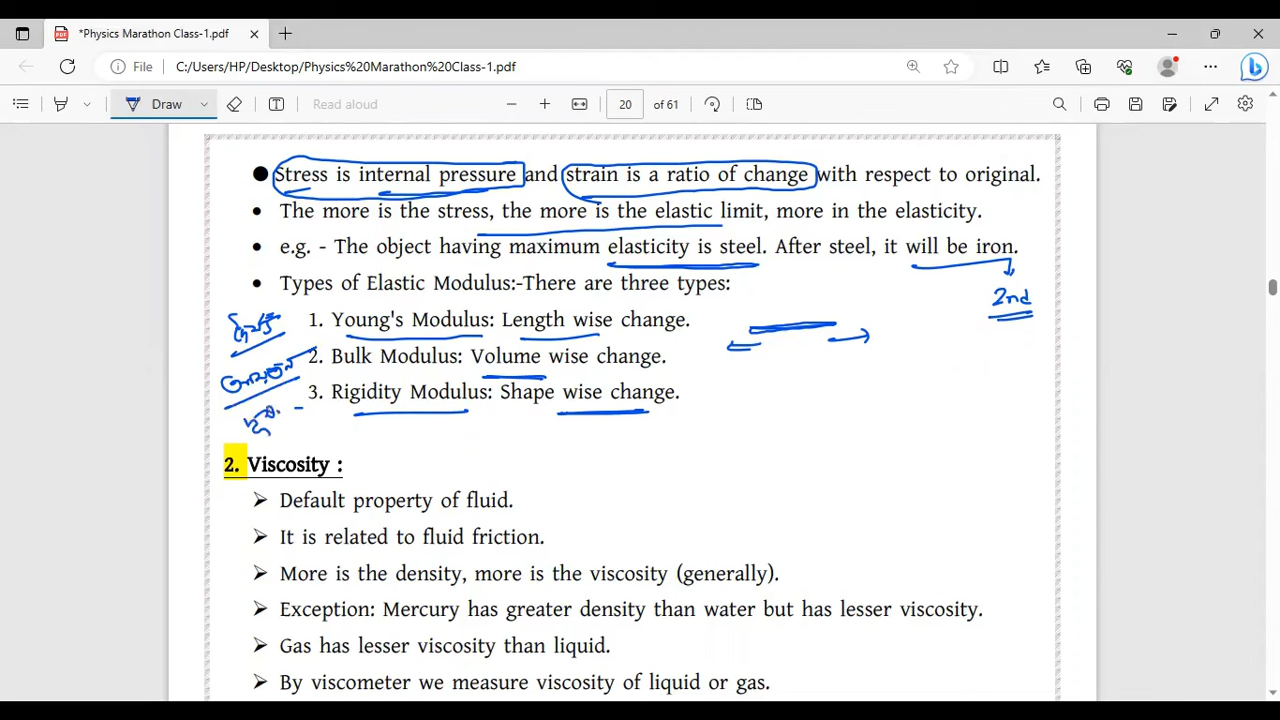 *Physics Marathon Class-1.pdf
File C:/Users/HP/Desktop/Physics%20Marathon%20Class-1.pdf
Draw Read aloud 20 of 61
● Stress is internal pressure and strain is a ratio of change with respect to original.
• The more is the stress, the more is the elastic limit, more in the elasticity.
• e.g. - The object having maximum elasticity is steel. After steel, it will be iron.
2nd
• Types of Elastic Modulus:-There are three types:
1. Young's Modulus: Length wise change.
2. Bulk Modulus: Volume wise change.
3. Rigidity Modulus: Shape wise change.
2. Viscosity :
➢ Default property of fluid.
➢ It is related to fluid friction.
➢ More is the density, more is the viscosity (generally).
➢ Exception: Mercury has greater density than water but has lesser viscosity.
➢ Gas has lesser viscosity than liquid.
➢ By viscometer we measure viscosity of liquid or gas.